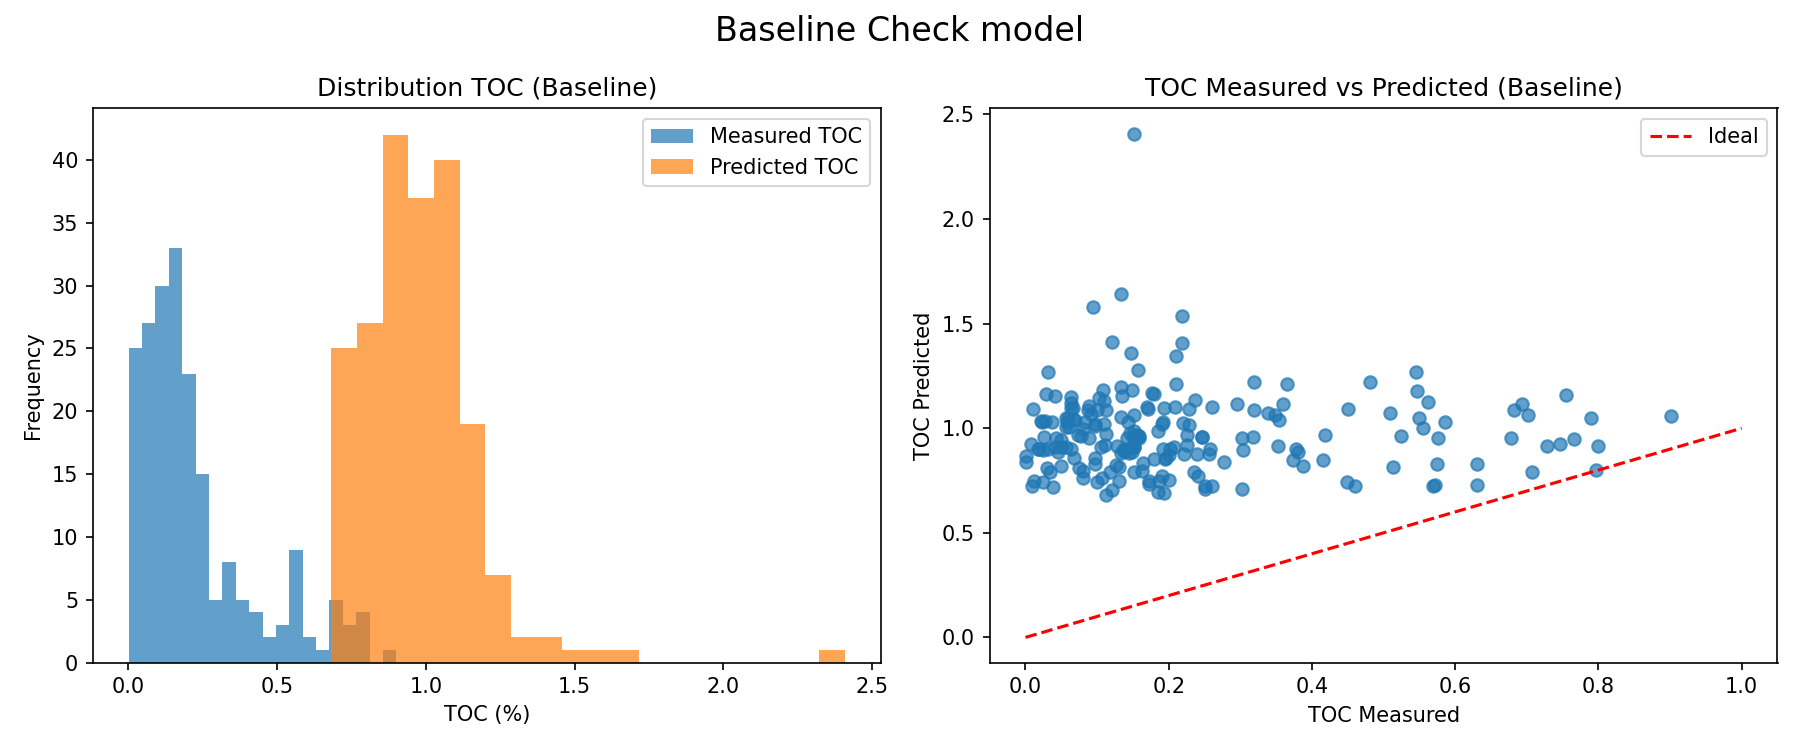 Baseline Check model
Distribution TOC (Baseline)
Measured TOC
Predicted TOC
Frequency
40
35
30
25
20
15
10
5
0
0.0 0.5 1.0 1.5 2.0 2.5
TOC (%)
TOC Measured vs Predicted (Baseline)
Ideal
TOC Predicted
2.5
2.0
1.5
1.0
0.5
0.0
0.0 0.2 0.4 0.6 0.8 1.0
TOC Measured